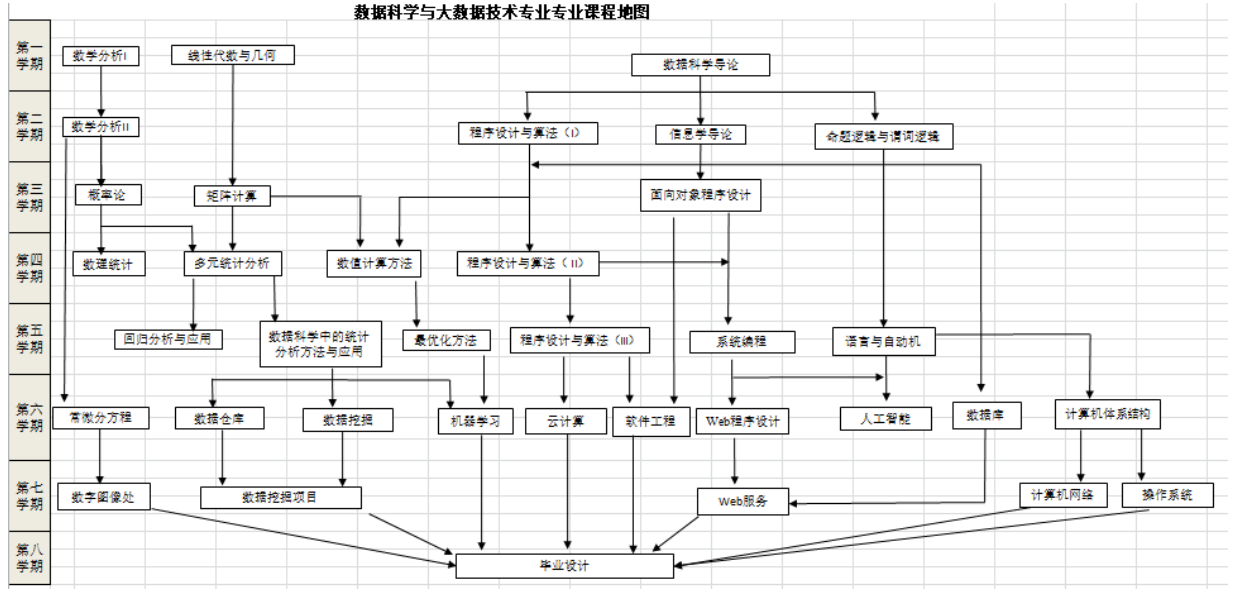 数据科学与大数据技术专业专业课程地图
第一
学期
数学分析I
线性代数与几何
数据科学导论
第二
学期
数学分析II
程序设计与算法（I）
信息学导论
命题逻辑与谓词逻辑
第三
学期
概率论
矩阵计算
面向对象程序设计
第四
学期
数理统计
多元统计分析
数值计算方法
程序设计与算法（II）
第五
学期
回归分析与应用
数据科学中的统计
分析方法与应用
最优化方法
程序设计与算法（III）
系统编程
语言与自动机
第六
学期
常微分方程
数据仓库
数据挖掘
机器学习
云计算
软件工程
Web程序设计
人工智能
数据库
计算机体系结构
第七
学期
数字图像处
数据挖掘项目
Web服务
计算机网络
操作系统
第八
学期
毕业设计